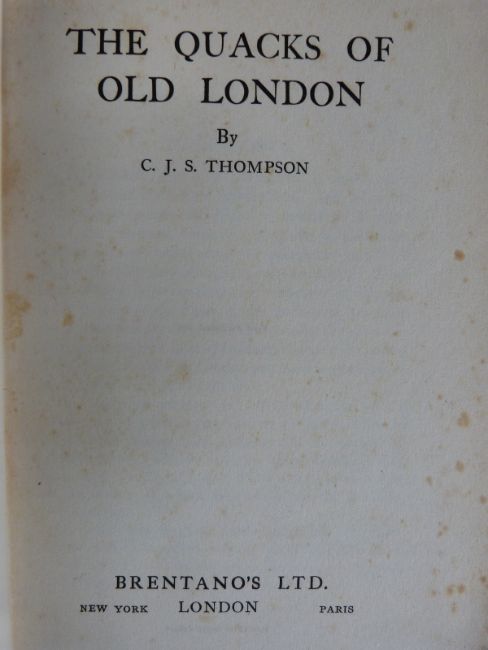 THE QUACKS OF
OLD LONDON
By
C. J. S. THOMPSON
BRENTANO'S LTD.
NEW YORK LONDON PARIS